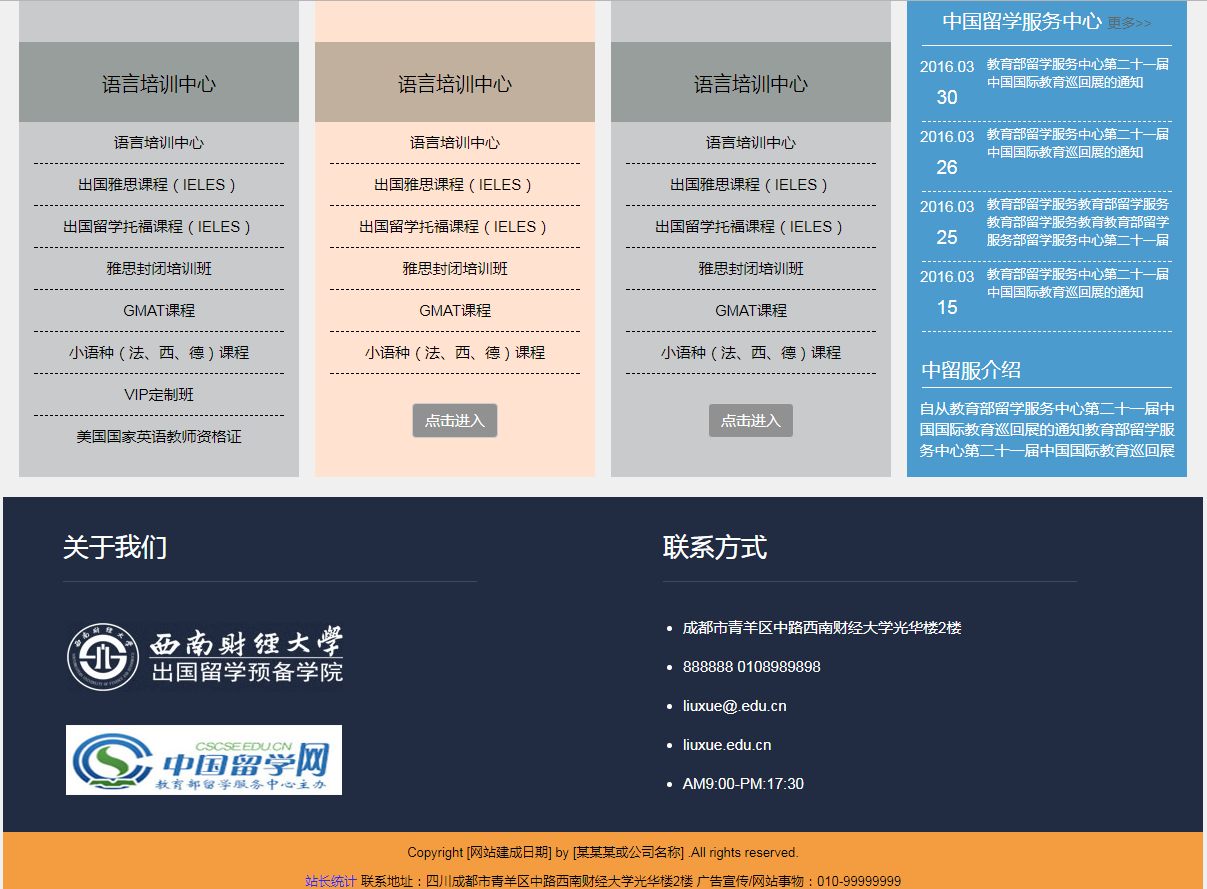 语言培训中心
语言培训中心
出国雅思课程（IELES）
出国留学托福课程（IELES）
雅思封闭培训班
GMAT课程
小语种（法、西、德）课程
VIP定制班
美国国家英语教师资格证
语言培训中心
语言培训中心
出国雅思课程（IELES）
出国留学托福课程（IELES）
雅思封闭培训班
GMAT课程
小语种（法、西、德）课程
点击进入
语言培训中心
语言培训中心
出国雅思课程（IELES）
出国留学托福课程（IELES）
雅思封闭培训班
GMAT课程
小语种（法、西、德）课程
点击进入
中国留学服务中心 更多>>
2016.03
30
教育部留学服务中心第二十一届
中国国际教育巡回展的通知
2016.03
26
教育部留学服务中心第二十一届
中国国际教育巡回展的通知
2016.03
25
教育部留学服务教育部留学服务
教育部留学服务教育教育部留学
服务部留学服务中心第二十一届
2016.03
15
教育部留学服务中心第二十一届
中国国际教育巡回展的通知
中留服介绍
自从教育部留学服务中心第二十一届中
国国际教育巡回展的通知教育部留学服
务中心第二十一届中国国际教育巡回展
关于我们
西南财经大學
出国留学预备学院
CSCSE.EDU.CN
中国留学网
教育部留学服务中心主办
联系方式
成都市青羊区中路西南财经大学光华楼2楼
888888 0108989898
liuxue@.edu.cn
liuxue.edu.cn
AM9:00-PM:17:30
Copyright [网站建成日期] by [某某某或公司名称] .All rights reserved.
站长统计 联系地址：四川成都市青羊区中路西南财经大学光华楼2楼 广告宣传/网站事物：010-99999999